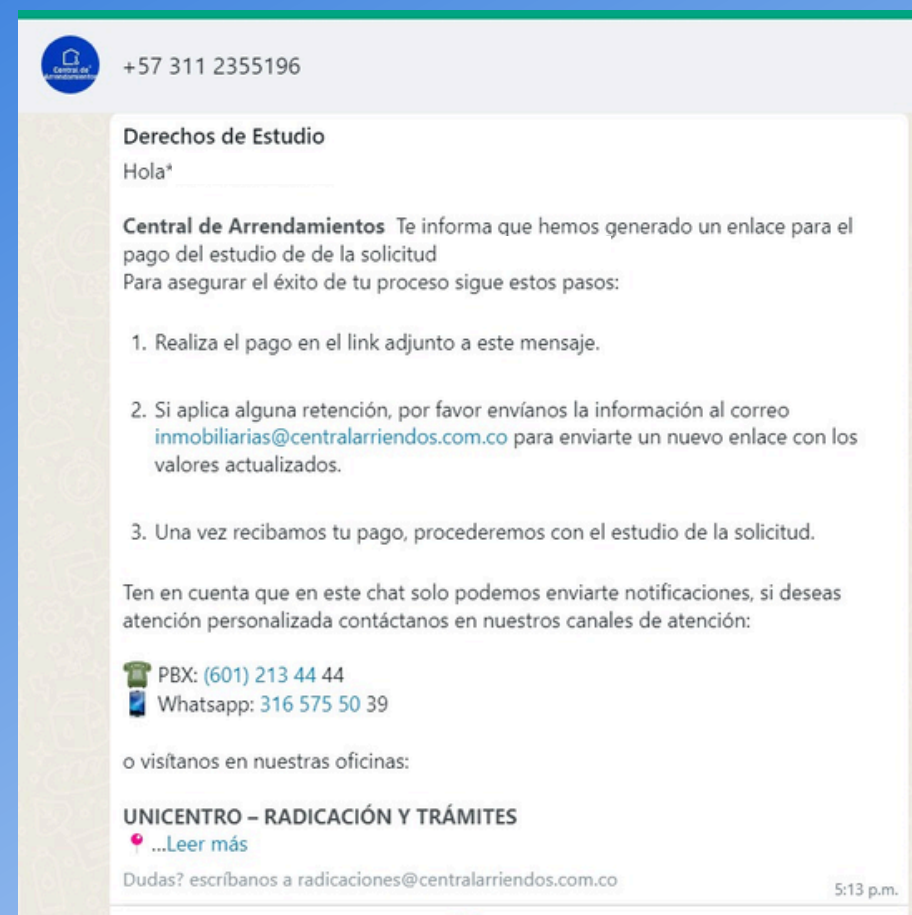 Central de
Arrendamientos
+57 311 2355196
Derechos de Estudio
Hola*
Central de Arrendamientos Te informa que hemos generado un enlace para el
pago del estudio de de la solicitud
Para asegurar el éxito de tu proceso sigue estos pasos:
1. Realiza el pago en el link adjunto a este mensaje.
2. Si aplica alguna retención, por favor envíanos la información al correo
inmobiliarias@centralarriendos.com.co para enviarte un nuevo enlace con los
valores actualizados.
3. Una vez recibamos tu pago, procederemos con el estudio de la solicitud.
Ten en cuenta que en este chat solo podemos enviarte notificaciones, si deseas
atención personalizada contáctanos en nuestros canales de atención:
PBX: (601) 213 44 44
Whatsapp: 316 575 50 39
o visítanos en nuestras oficinas:
UNICENTRO – RADICACIÓN Y TRÁMITES
...Leer más
Dudas? escríbanos a radicaciones@centralarriendos.com.co
5:13 p.m.